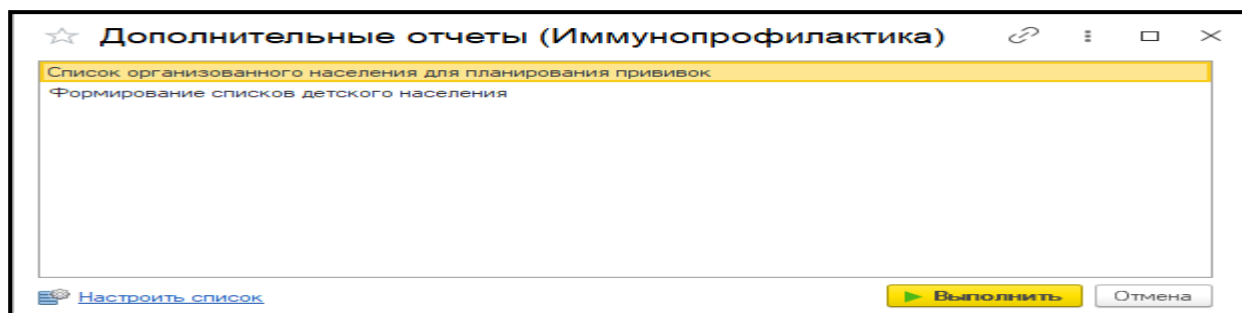 Дополнительные отчеты (Иммунопрофилактика)
Список организованного населения для планирования прививок
Формирование списков детского населения
Настроить список
Выполнить
Отмена